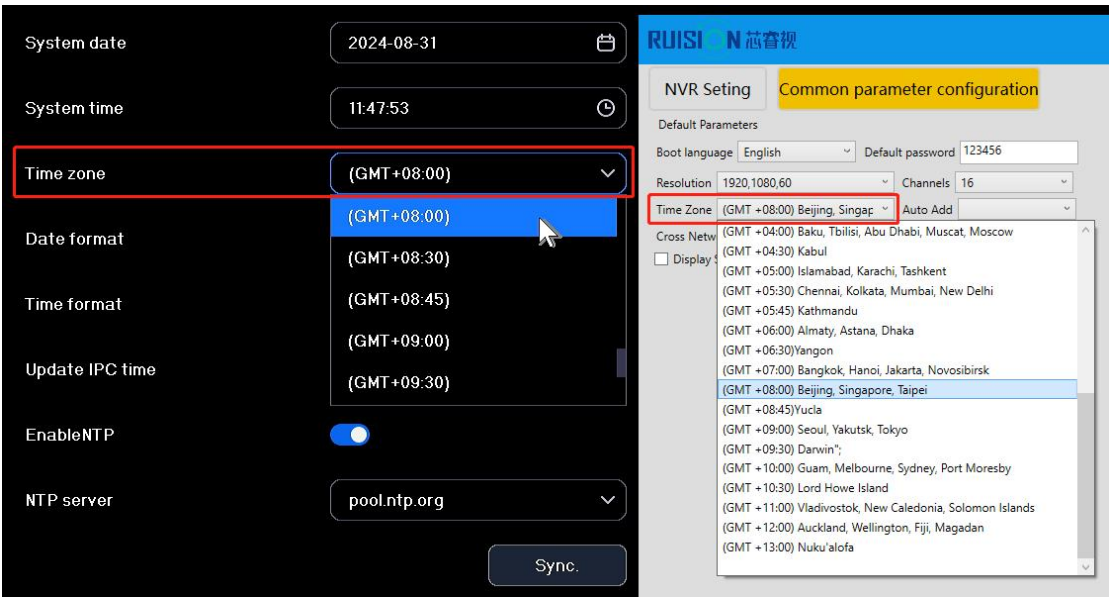 System date 2024-08-31
System time 11:47:53
Time zone (GMT+08:00)
(GMT+08:00)
Date format
(GMT+08:30)
(GMT+08:45)
Time format
(GMT+09:00)
Update IPC time
(GMT+09:30)
EnableNTP
NTP server pool.ntp.org
Sync.
RUISION 芯睿视
NVR Seting Common parameter configuration
Default Parameters
Boot language English Default password 123456
Resolution 1920,1080,60 Channels 16
Time Zone (GMT +08:00) Beijing, Singap Auto Add
Cross Netw
Display
(GMT +04:00) Baku, Tbilisi, Abu Dhabi, Muscat, Moscow
(GMT +04:30) Kabul
(GMT +05:00) Islamabad, Karachi, Tashkent
(GMT +05:30) Chennai, Kolkata, Mumbai, New Delhi
(GMT +05:45) Kathmandu
(GMT +06:00) Almaty, Astana, Dhaka
(GMT +06:30)Yangon
(GMT +07:00) Bangkok, Hanoi, Jakarta, Novosibirsk
(GMT +08:00) Beijing, Singapore, Taipei
(GMT +08:45)Yucla
(GMT +09:00) Seoul, Yakutsk, Tokyo
(GMT +09:30) Darwin";
(GMT +10:00) Guam, Melbourne, Sydney, Port Moresby
(GMT +10:30) Lord Howe Island
(GMT +11:00) Vladivostok, New Caledonia, Solomon Islands
(GMT +12:00) Auckland, Wellington, Fiji, Magadan
(GMT +13:00) Nuku'alofa